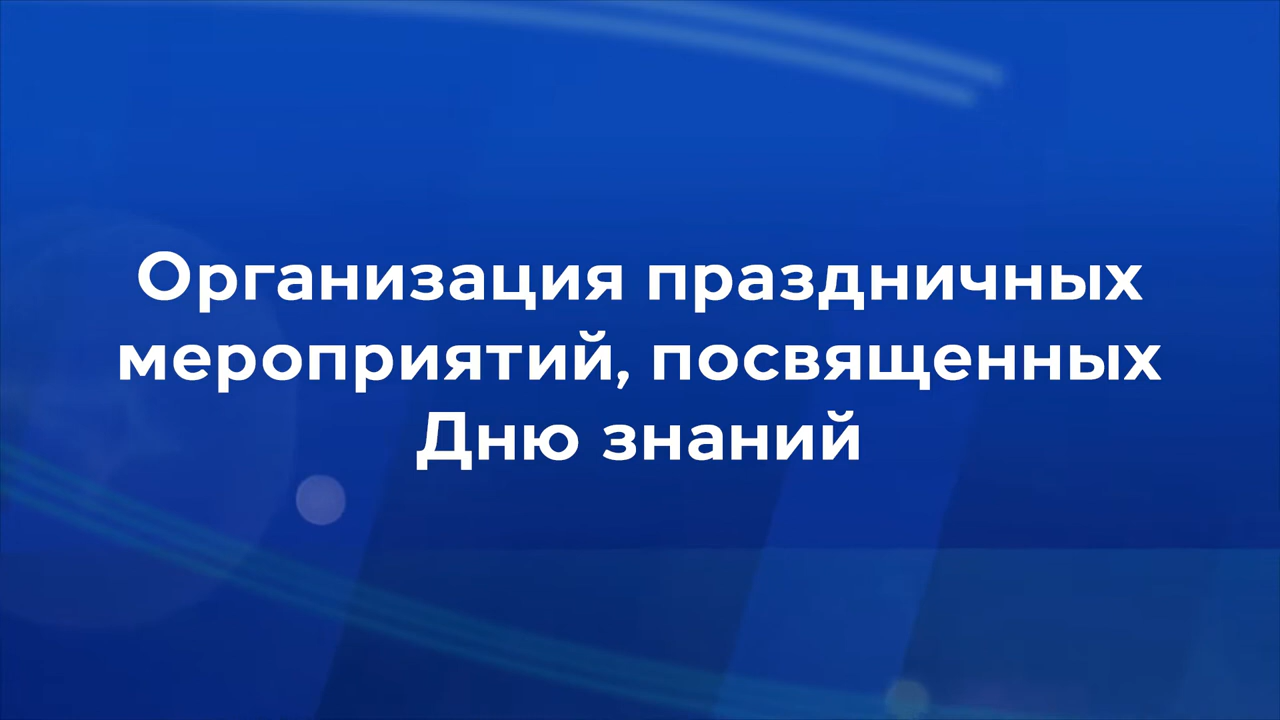 Организация праздничных
мероприятий, посвященных
Дню знаний